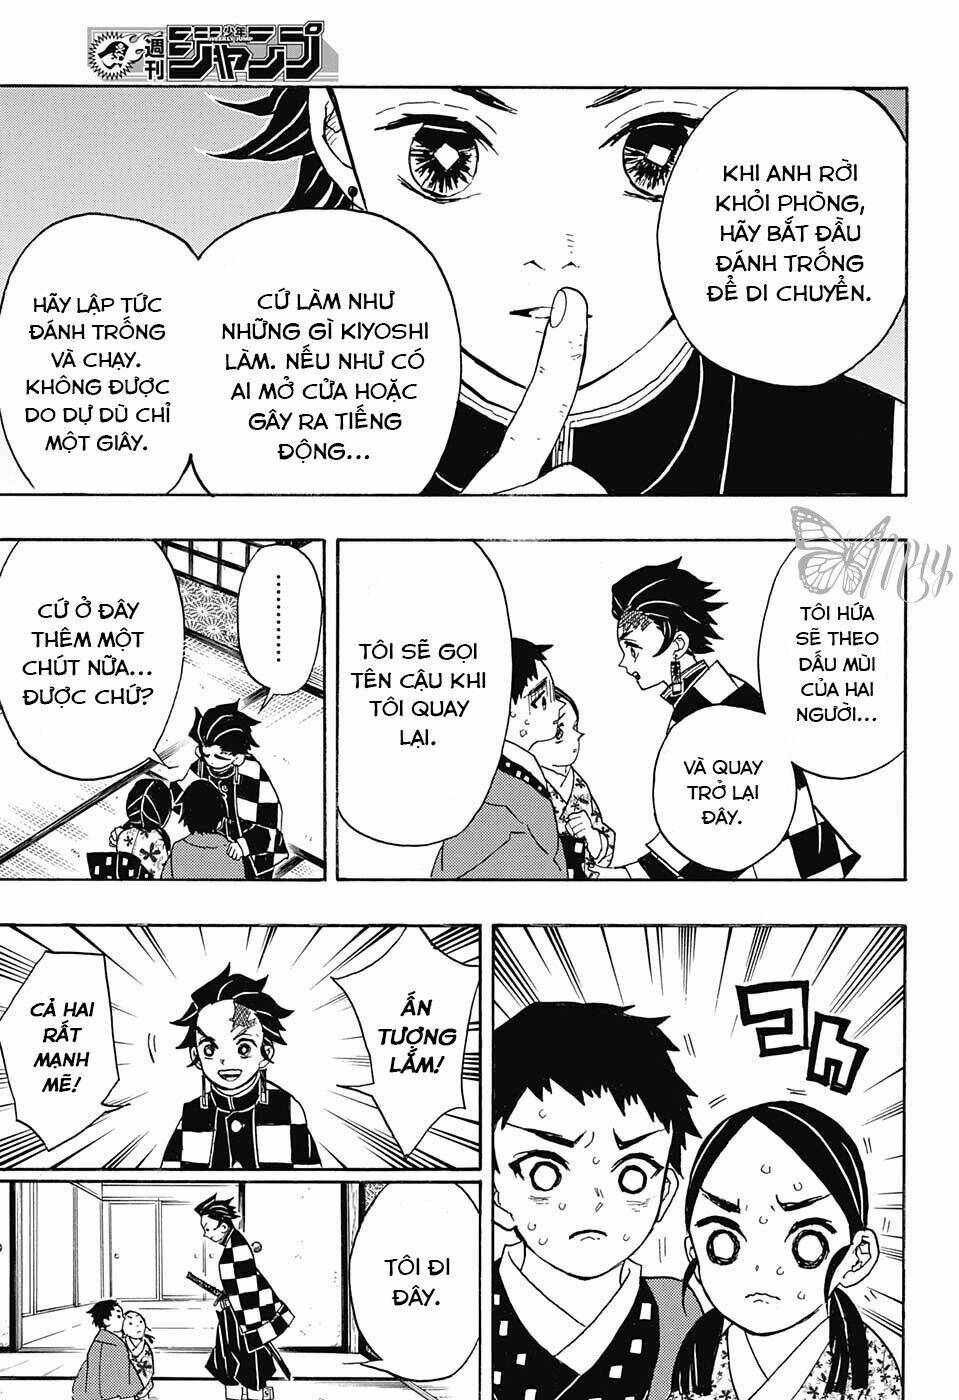 週刊
少年
ジャンプ
KHI ANH RỜI
KHỎI PHÒNG,
HÃY BẮT ĐẦU
ĐÁNH TRỐNG
ĐỂ DI CHUYỂN.
CỨ LÀM NHƯ
NHỮNG GÌ KIYOSHI
LÀM. NẾU NHƯ CÓ
AI MỞ CỬA HOẶC
GÂY RA TIẾNG
ĐỘNG...
HÃY LẬP TỨC
ĐÁNH TRỐNG
VÀ CHẠY.
KHÔNG ĐƯỢC
DO DỰ DÙ CHỈ
MỘT GIÂY.
TÔI HỨA
SẼ THEO
DẤU MÙI
CỦA HAI
NGƯỜI...
VÀ QUAY
TRỞ LẠI
ĐÂY.
TÔI SẼ GỌI
TÊN CẬU KHI
TÔI QUAY
LẠI.
..........
CỨ Ở ĐÂY
THÊM MỘT
CHÚT NỮA...
ĐƯỢC CHỨ?
コクッ
ẤN
TƯỢNG
LẮM!
CẢ HAI
RẤT
MẠNH
MẼ!
TÔI ĐI
ĐÂY.